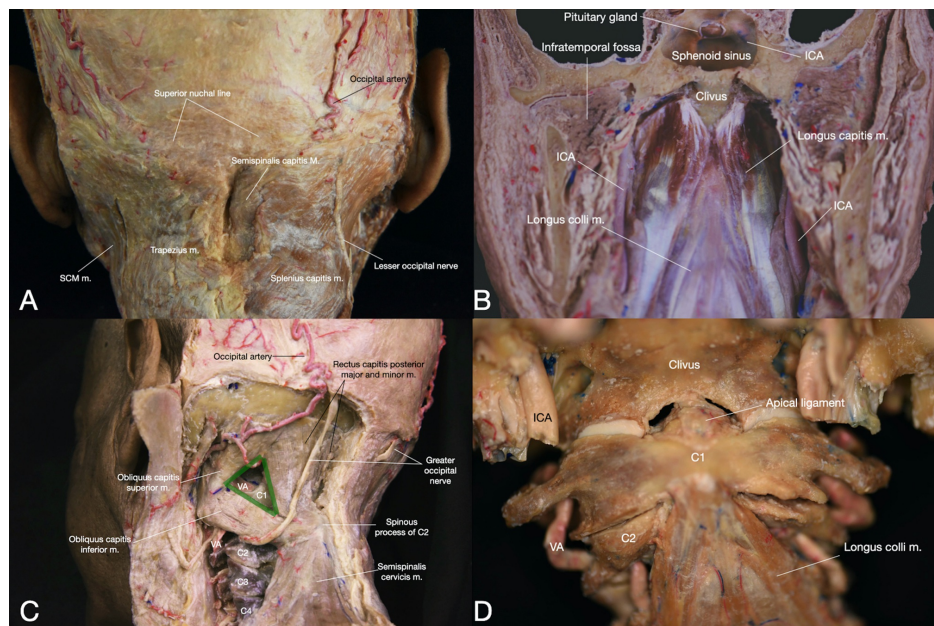 Occipital artery
Superior nuchal line
Semispinalis capitis M.
SCM m.
Trapezius m.
Splenius capitis m.
Lesser occipital nerve
A
Pituitary gland
Infratemporal fossa
Sphenoid sinus
ICA
Clivus
Longus capitis m.
ICA
ICA
Longus colli m.
B
Occipital artery
Rectus capitis posterior
major and minor m.
Obliquus capitis
superior m.
VA
C1
Greater
occipital
nerve
Obliquus capitis
inferior m.
VA
C2
Spinous
process of C2
C3
Semispinalis
cervicis m.
C4
C
Clivus
ICA
Apical ligament
C1
VA
C2
Longus colli m.
D